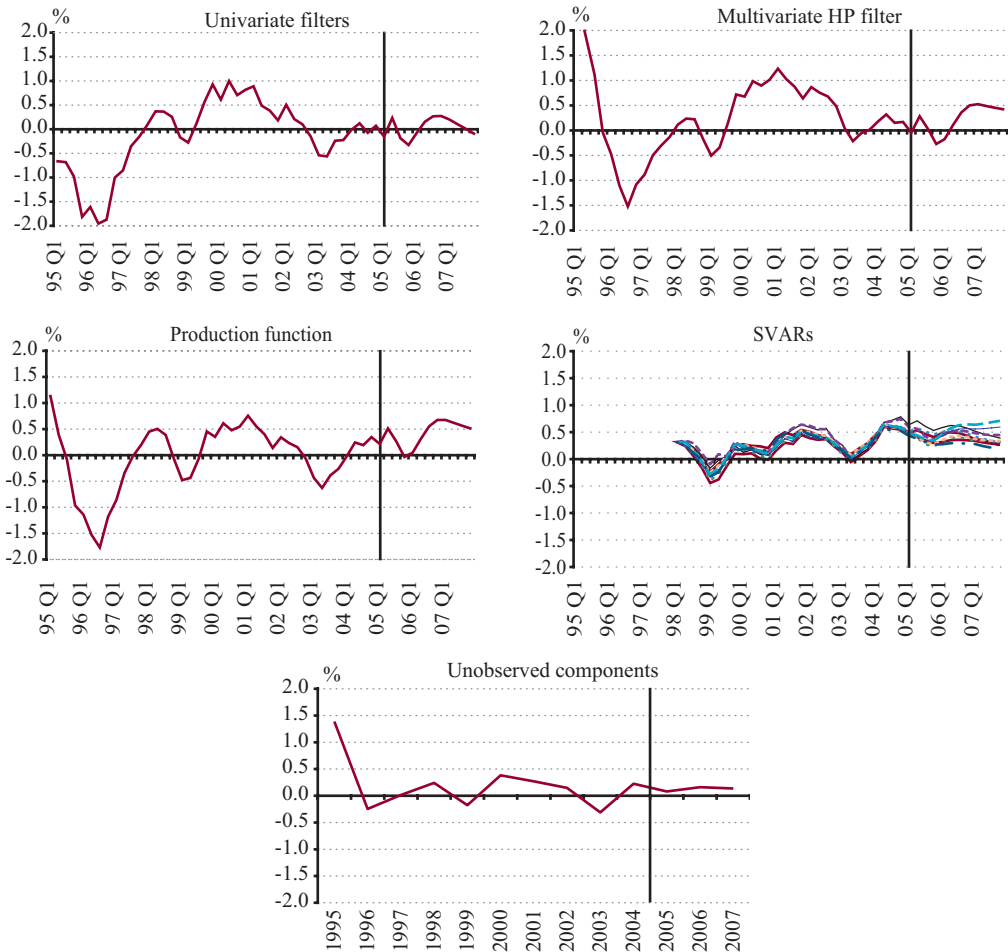 Univariate filters
%
2.0
1.5
1.0
0.5
0.0
-0.5
-1.0
-1.5
-2.0
95 Q1
96 Q1
97 Q1
98 Q1
99 Q1
00 Q1
01 Q1
02 Q1
03 Q1
04 Q1
05 Q1
06 Q1
07 Q1
Multivariate HP filter
%
2.0
1.5
1.0
0.5
0.0
-0.5
-1.0
-1.5
-2.0
95 Q1
96 Q1
97 Q1
98 Q1
99 Q1
00 Q1
01 Q1
02 Q1
03 Q1
04 Q1
05 Q1
06 Q1
07 Q1
Production function
%
2.0
1.5
1.0
0.5
0.0
-0.5
-1.0
-1.5
-2.0
95 Q1
96 Q1
97 Q1
98 Q1
99 Q1
00 Q1
01 Q1
02 Q1
03 Q1
04 Q1
05 Q1
06 Q1
07 Q1
SVARs
%
2.0
1.5
1.0
0.5
0.0
-0.5
-1.0
-1.5
-2.0
95 Q1
96 Q1
97 Q1
98 Q1
99 Q1
00 Q1
01 Q1
02 Q1
03 Q1
04 Q1
05 Q1
06 Q1
07 Q1
Unobserved components
%
2.0
1.5
1.0
0.5
0.0
-0.5
-1.0
-1.5
-2.0
1995
1996
1997
1998
1999
2000
2001
2002
2003
2004
2005
2006
2007